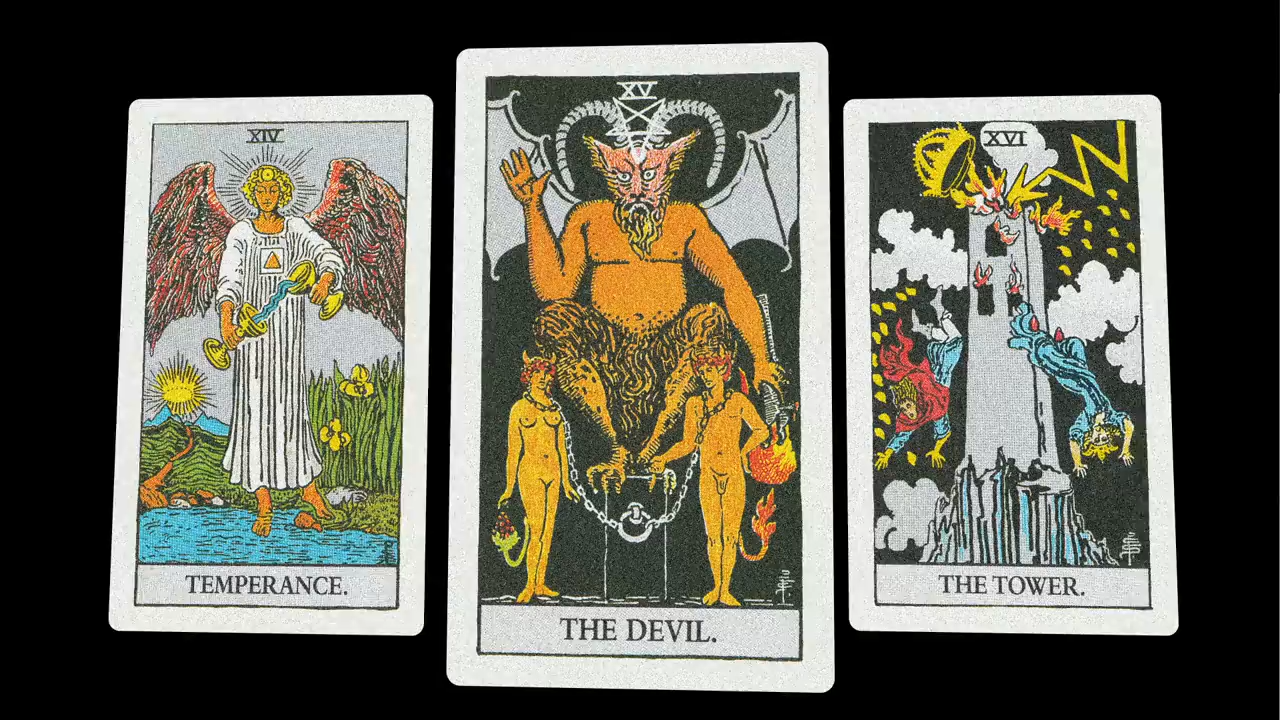 XIV
TEMPERANCE.
XV
THE DEVIL.
XVI
THE TOWER.